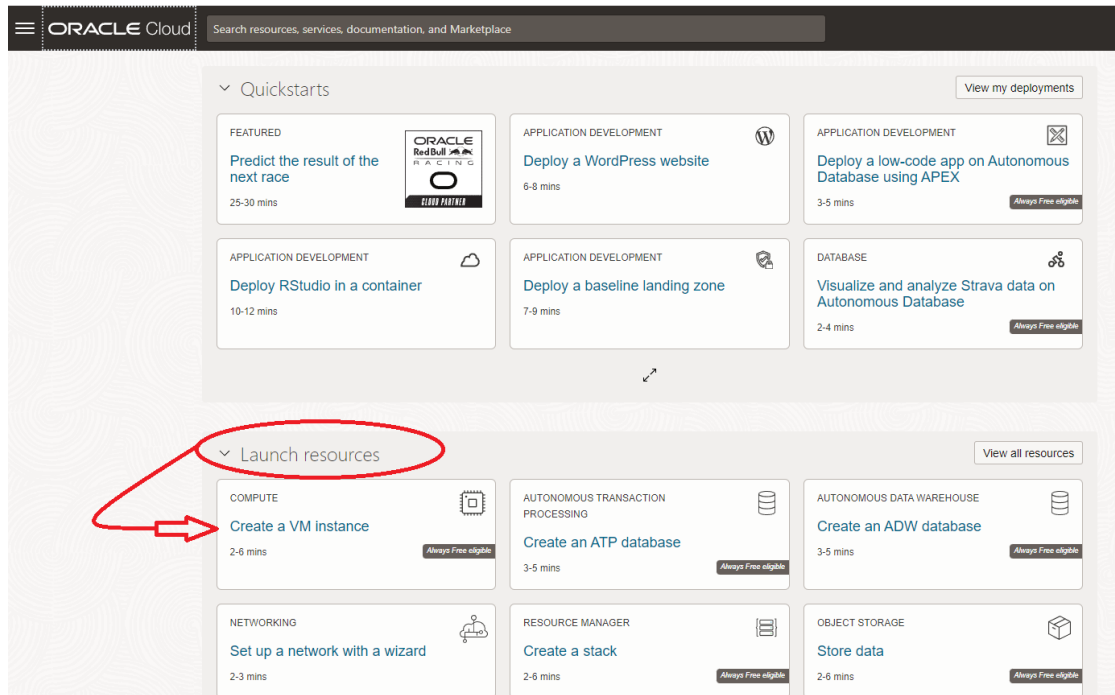 ORACLE Cloud
Search resources, services, documentation, and Marketplace
Quickstarts
View my deployments
FEATURED
Predict the result of the
next race
25-30 mins
ORACLE
Red Bull
RACING
CLOUD PARTNER
APPLICATION DEVELOPMENT
Deploy a WordPress website
6-8 mins
APPLICATION DEVELOPMENT
Deploy a low-code app on Autonomous
Database using APEX
3-5 mins
Always Free eligible
APPLICATION DEVELOPMENT
Deploy RStudio in a container
10-12 mins
APPLICATION DEVELOPMENT
Deploy a baseline landing zone
7-9 mins
DATABASE
Visualize and analyze Strava data on
Autonomous Database
2-4 mins
Always Free eligible
Launch resources
View all resources
COMPUTE
Create a VM instance
2-6 mins
Always Free eligible
AUTONOMOUS TRANSACTION
PROCESSING
Create an ATP database
3-5 mins
Always Free eligible
AUTONOMOUS DATA WAREHOUSE
Create an ADW database
3-5 mins
Always Free eligible
NETWORKING
Set up a network with a wizard
2-3 mins
RESOURCE MANAGER
Create a stack
2-6 mins
Always Free eligible
OBJECT STORAGE
Store data
2-6 mins
Always Free eligible